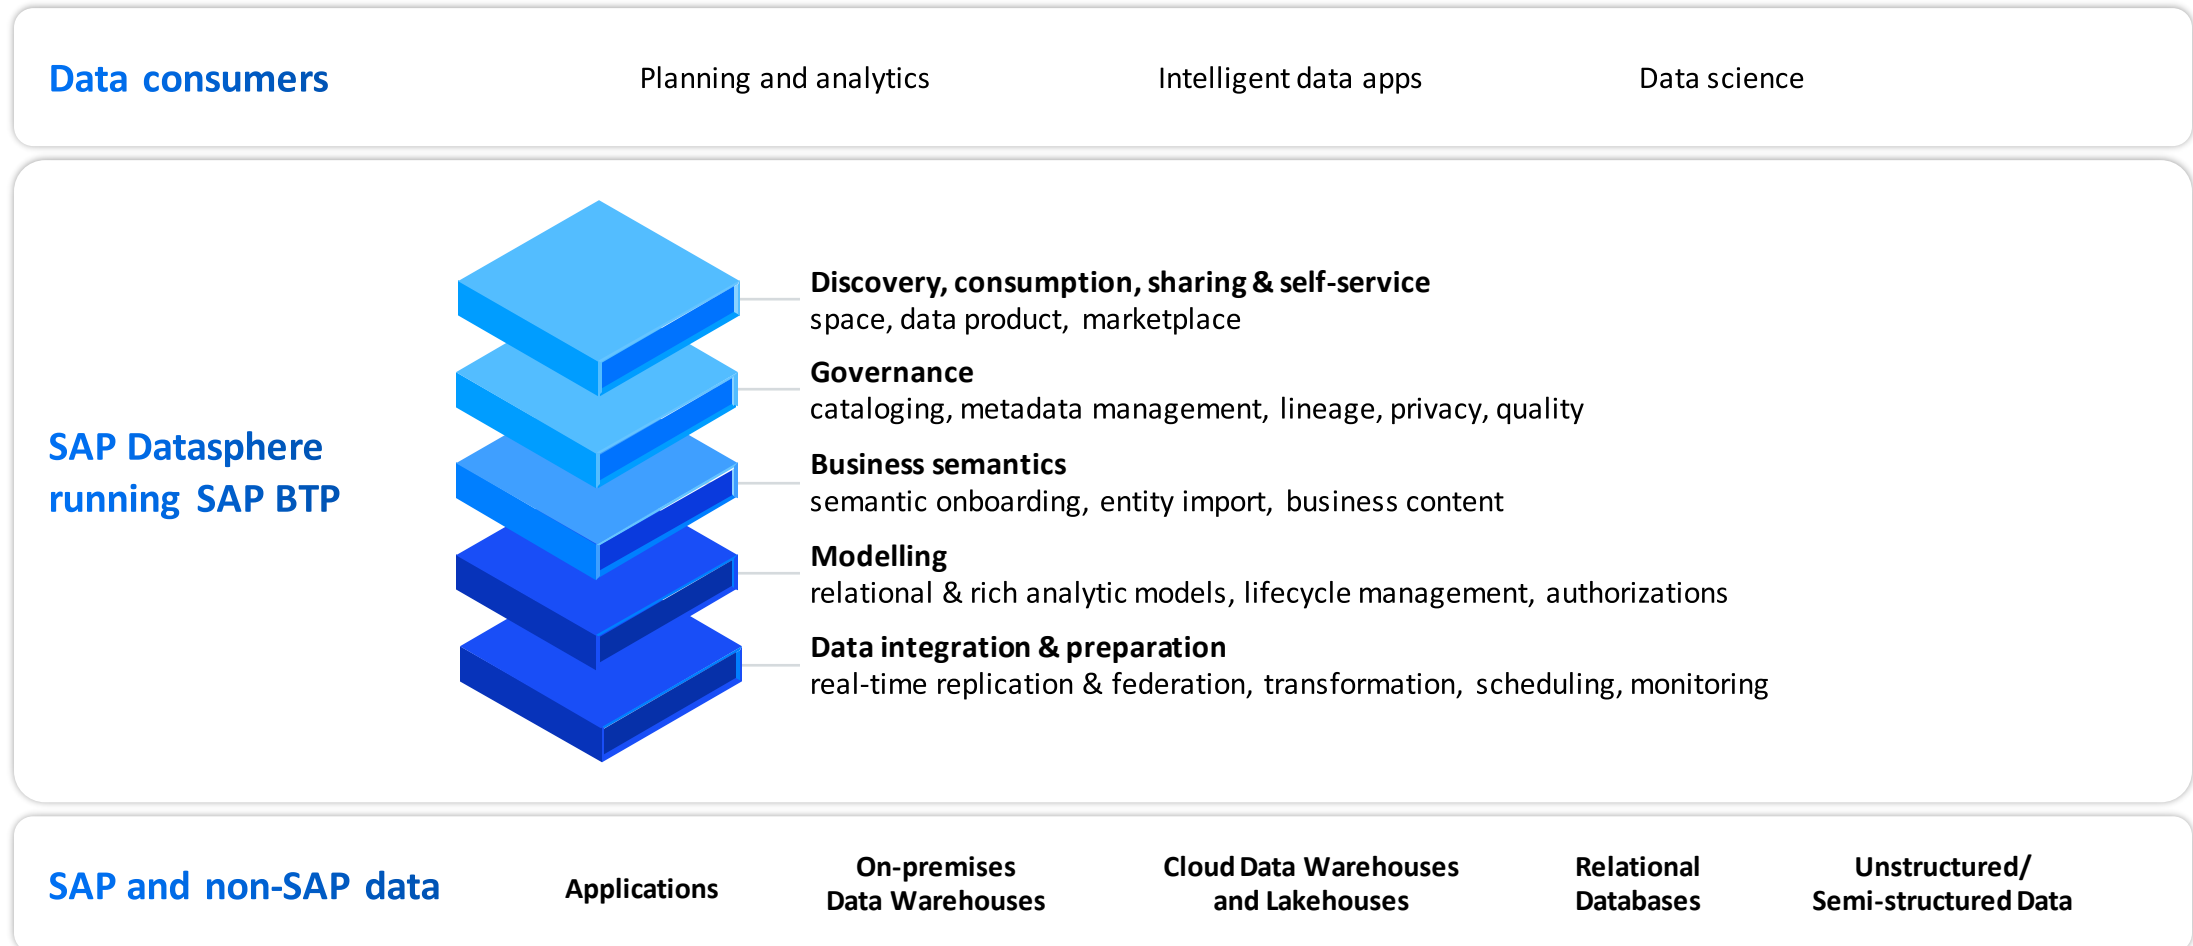 Data consumers
Planning and analytics
Intelligent data apps
Data science
SAP Datasphere
running SAP BTP
Discovery, consumption, sharing & self-service
space, data product, marketplace
Governance
cataloging, metadata management, lineage, privacy, quality
Business semantics
semantic onboarding, entity import, business content
Modelling
relational & rich analytic models, lifecycle management, authorizations
Data integration & preparation
real-time replication & federation, transformation, scheduling, monitoring
SAP and non-SAP data
Applications
On-premises
Data Warehouses
Cloud Data Warehouses
and Lakehouses
Relational
Databases
Unstructured/
Semi-structured Data